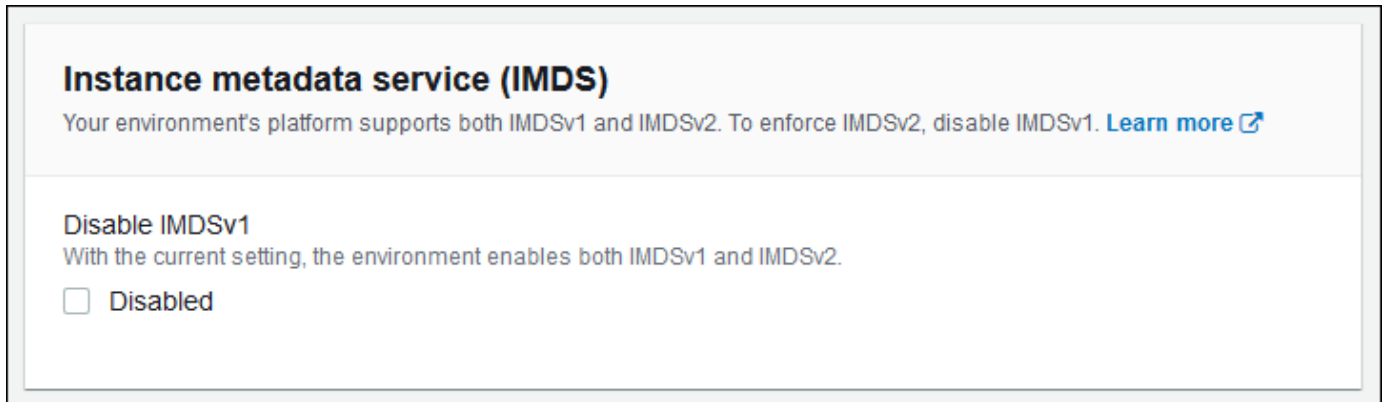 Instance metadata service (IMDS)
Your environment's platform supports both IMDSv1 and IMDSv2. To enforce IMDSv2, disable IMDSv1. Learn more
Disable IMDSv1
With the current setting, the environment enables both IMDSv1 and IMDSv2.
Disabled